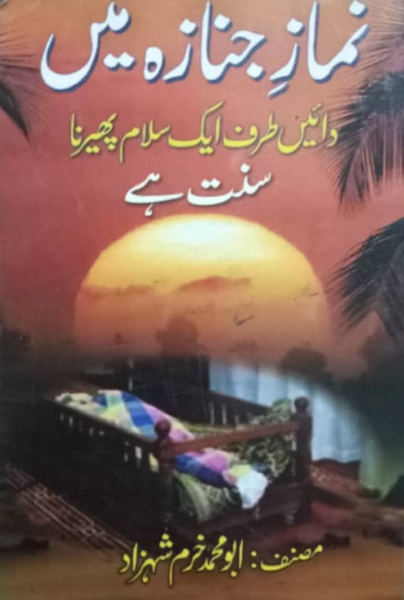 نمازِ جنازہ میں
دائیں طرف ایک سلام پھیرنا
سنت ہے
مصنف: ابو محمد خرم شہزاد